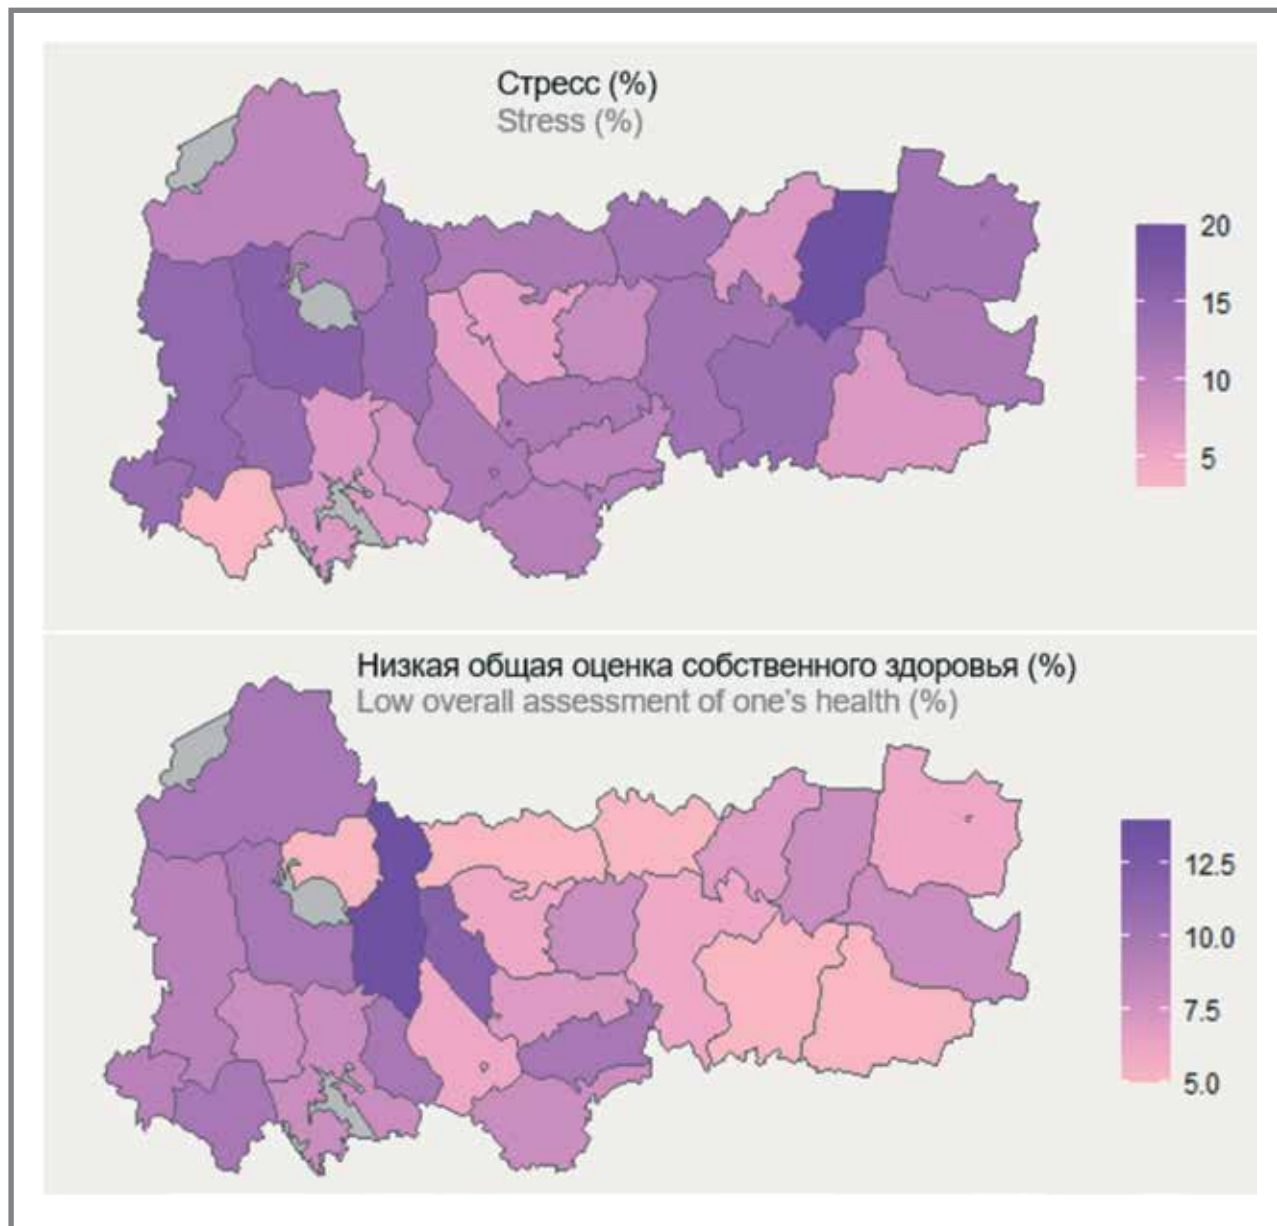 Стресс (%)
Stress (%)
20
15
10
5
Низкая общая оценка собственного здоровья (%)
Low overall assessment of one's health (%)
12.5
10.0
7.5
5.0